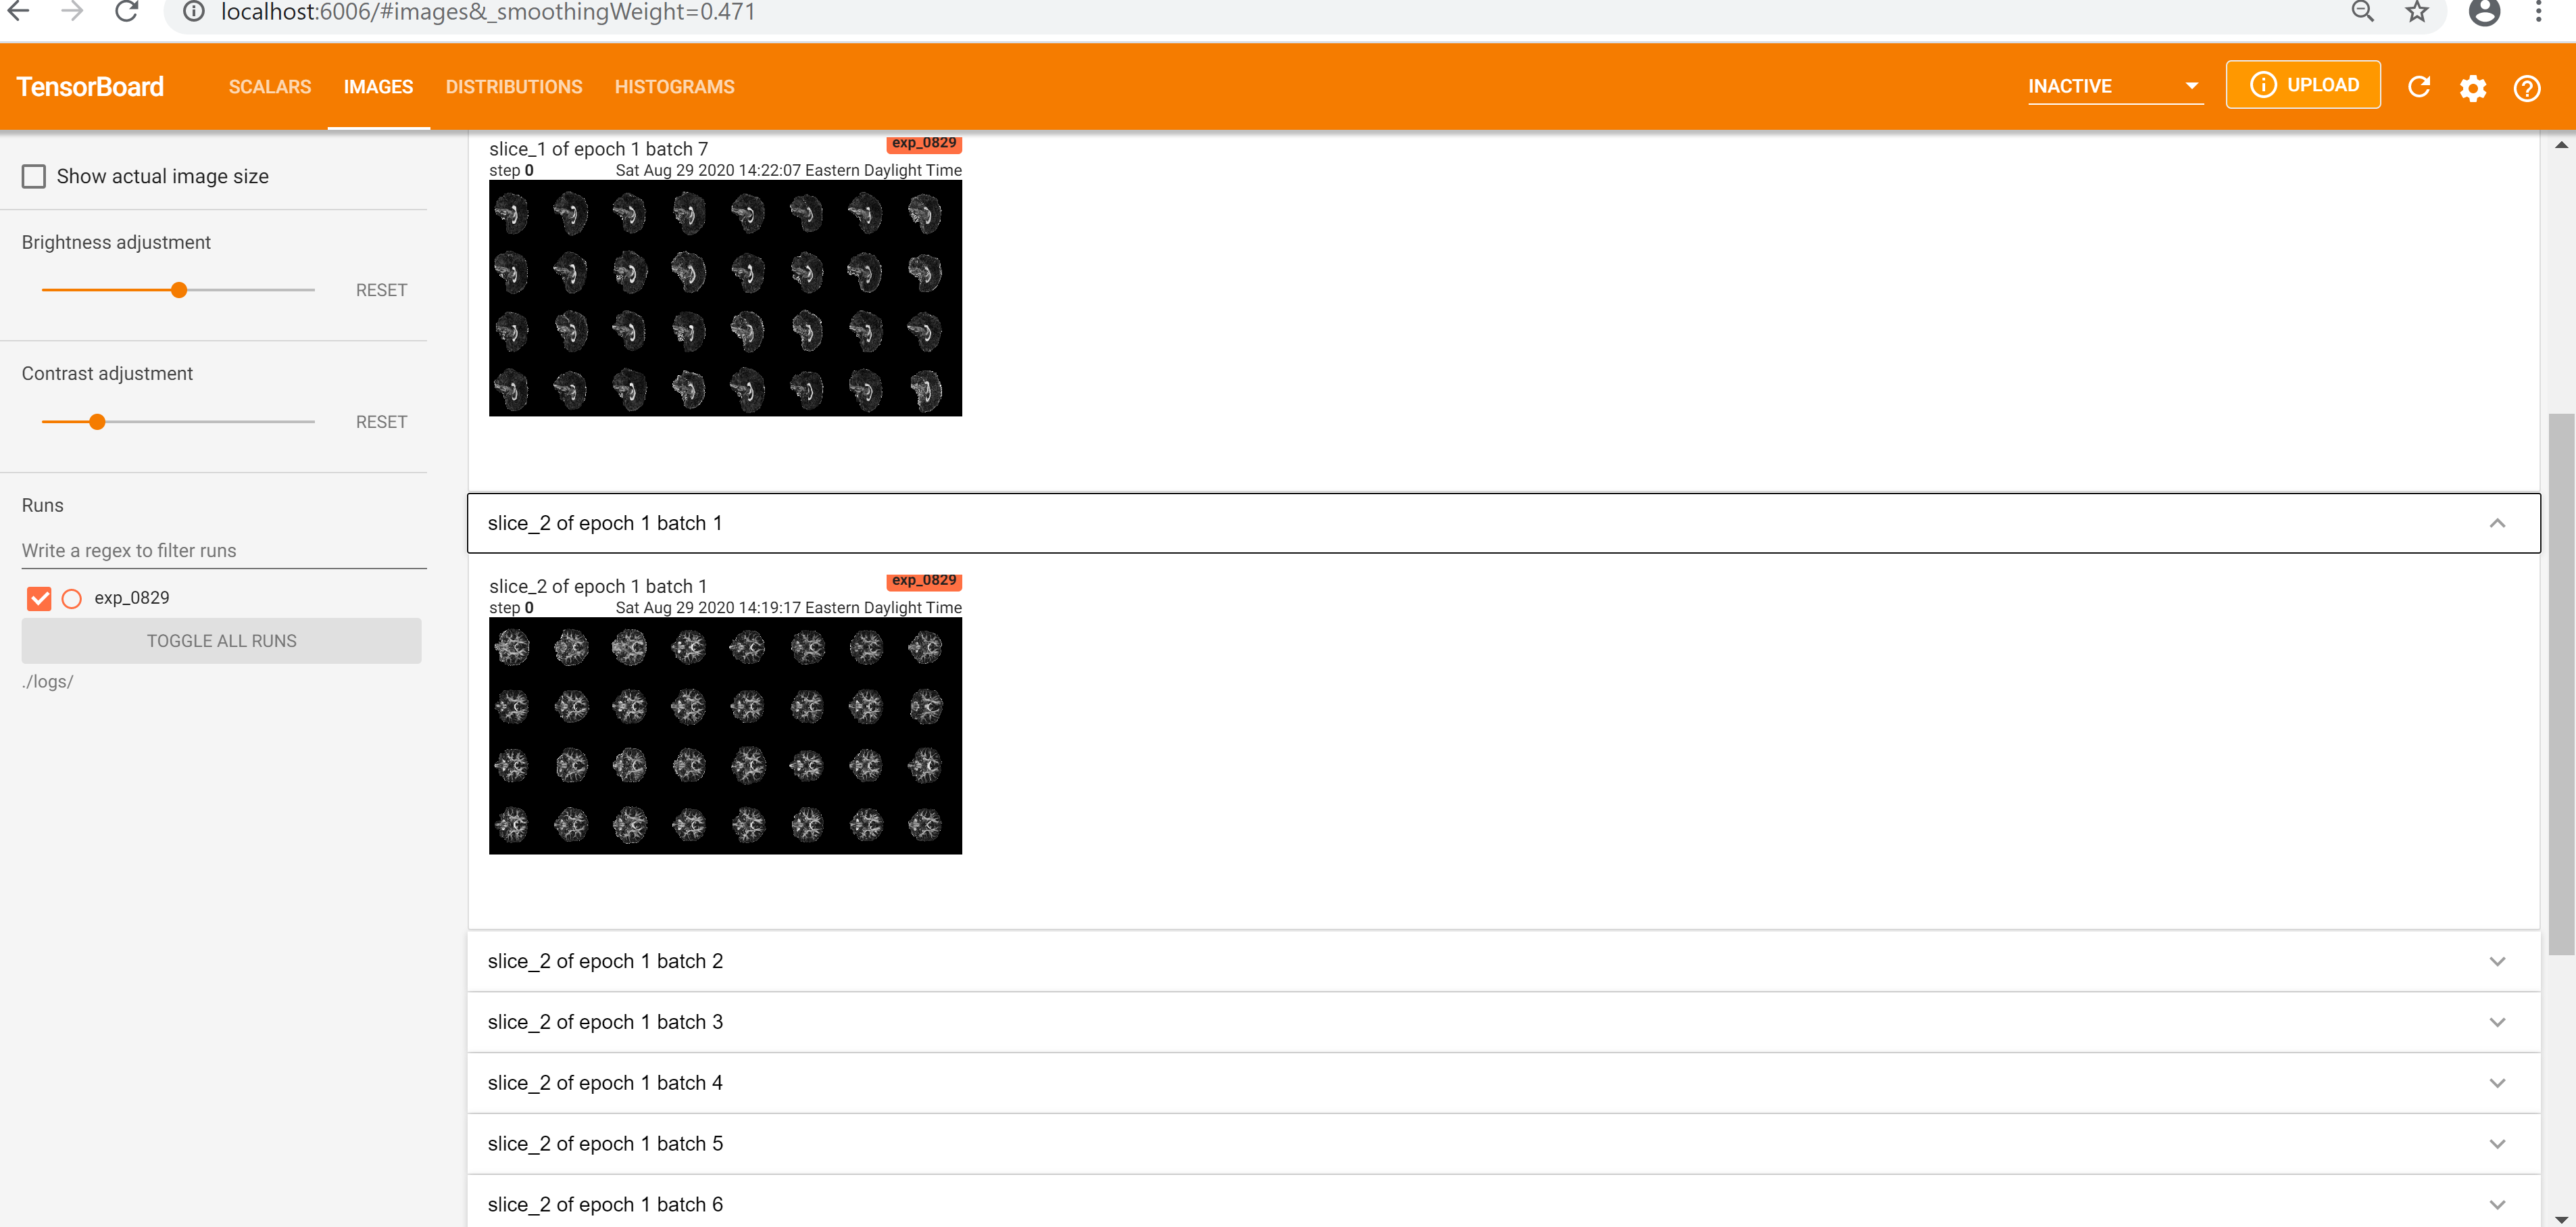 localhost:6006/#images&_smoothingWeight=0.471
TensorBoard
SCALARS
IMAGES
DISTRIBUTIONS
HISTOGRAMS
INACTIVE
UPLOAD
Show actual image size
Brightness adjustment
RESET
Contrast adjustment
RESET
Runs
Write a regex to filter runs
exp_0829
TOGGLE ALL RUNS
./logs/
slice_1 of epoch 1 batch 7
exp_0829
step 0
Sat Aug 29 2020 14:22:07 Eastern Daylight Time
slice_2 of epoch 1 batch 1
slice_2 of epoch 1 batch 1
exp_0829
step 0
Sat Aug 29 2020 14:19:17 Eastern Daylight Time
slice_2 of epoch 1 batch 2
slice_2 of epoch 1 batch 3
slice_2 of epoch 1 batch 4
slice_2 of epoch 1 batch 5
slice_2 of epoch 1 batch 6